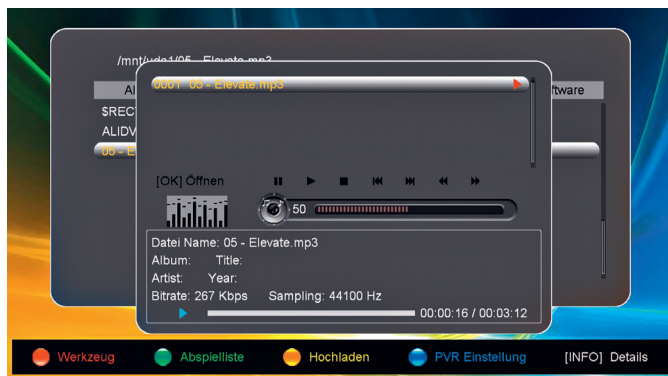 /mnt/uda1/05 - Elevate.mp3
Al
ftware
0001 05 - Elevate.mp3
$REC
ALIDV
05 - E
[OK] Öffnen
50
Datei Name: 05 - Elevate.mp3
Album: Title:
Artist: Year:
Bitrate: 267 Kbps Sampling: 44100 Hz
00:00:16 / 00:03:12
Werkzeug
Abspielliste
Hochladen
PVR Einstellung
[INFO] Details